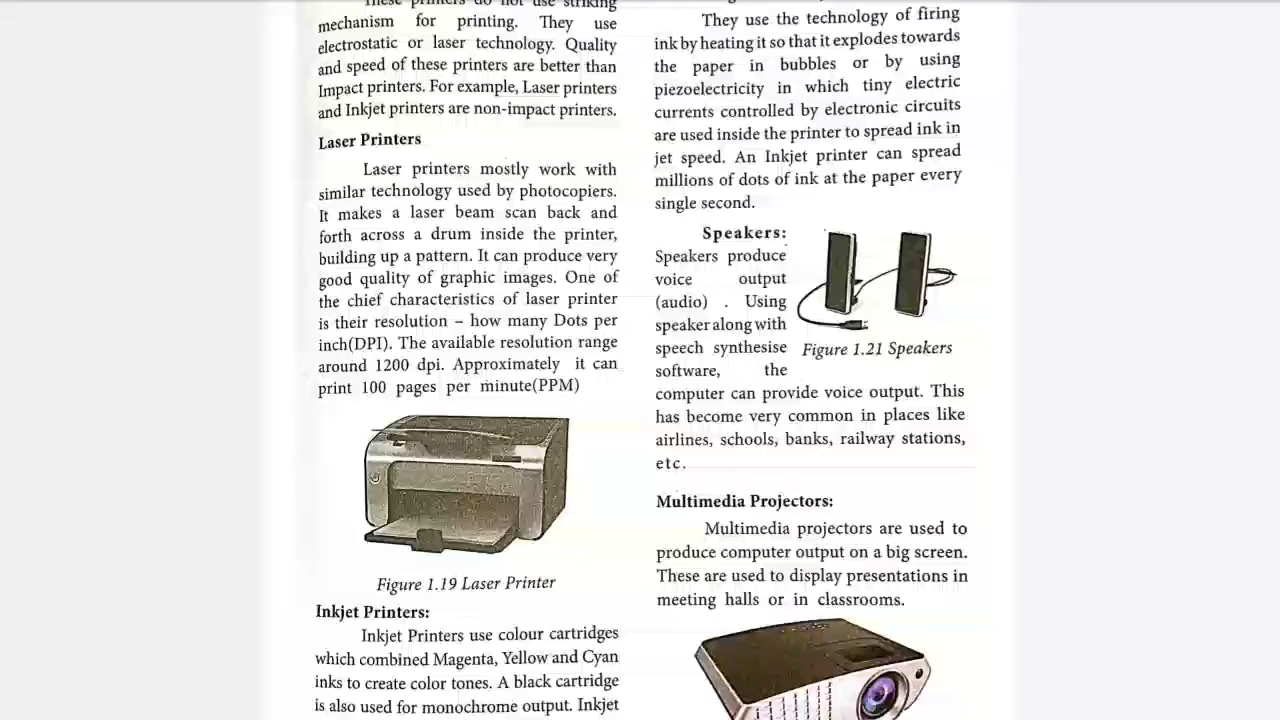 These printers do not use striking
mechanism for printing. They use
electrostatic or laser technology. Quality
and speed of these printers are better than
Impact printers. For example, Laser printers
and Inkjet printers are non-impact printers.
Laser Printers
Laser printers mostly work with
similar technology used by photocopiers.
It makes a laser beam scan back and
forth across a drum inside the printer,
building up a pattern. It can produce very
good quality of graphic images. One of
the chief characteristics of laser printer
is their resolution – how many Dots per
inch(DPI). The available resolution range
around 1200 dpi. Approximately it can
print 100 pages per minute(PPM)
Figure 1.19 Laser Printer
Inkjet Printers:
Inkjet Printers use colour cartridges
which combined Magenta, Yellow and Cyan
inks to create color tones. A black cartridge
is also used for monochrome output. Inkjet
They use the technology of firing
ink by heating it so that it explodes towards
the paper in bubbles or by using
piezoelectricity in which tiny electric
currents controlled by electronic circuits
are used inside the printer to spread ink in
jet speed. An Inkjet printer can spread
millions of dots of ink at the paper every
single second.
Speakers:
Speakers produce
voice output
(audio) . Using
speaker along with
speech synthesise
software, the
computer can provide voice output. This
has become very common in places like
airlines, schools, banks, railway stations,
etc.
Figure 1.21 Speakers
Multimedia Projectors:
Multimedia projectors are used to
produce computer output on a big screen.
These are used to display presentations in
meeting halls or in classrooms.